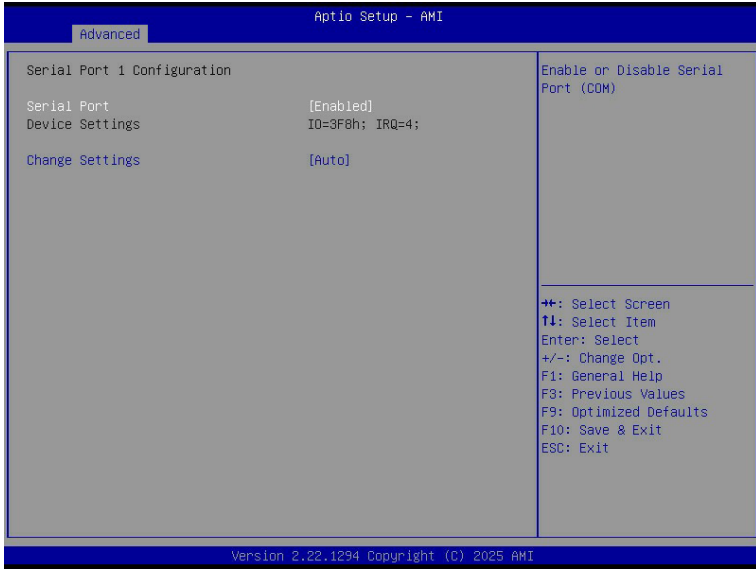 Aptio Setup – AMI
Advanced
Serial Port 1 Configuration
Serial Port [Enabled]
Device Settings IO=3F8h; IRQ=4;
Change Settings [Auto]
Enable or Disable Serial
Port (COM)
→←: Select Screen
↑↓: Select Item
Enter: Select
+/-: Change Opt.
F1: General Help
F3: Previous Values
F9: Optimized Defaults
F10: Save & Exit
ESC: Exit
Version 2.22.1294 Copyright (C) 2025 AMI